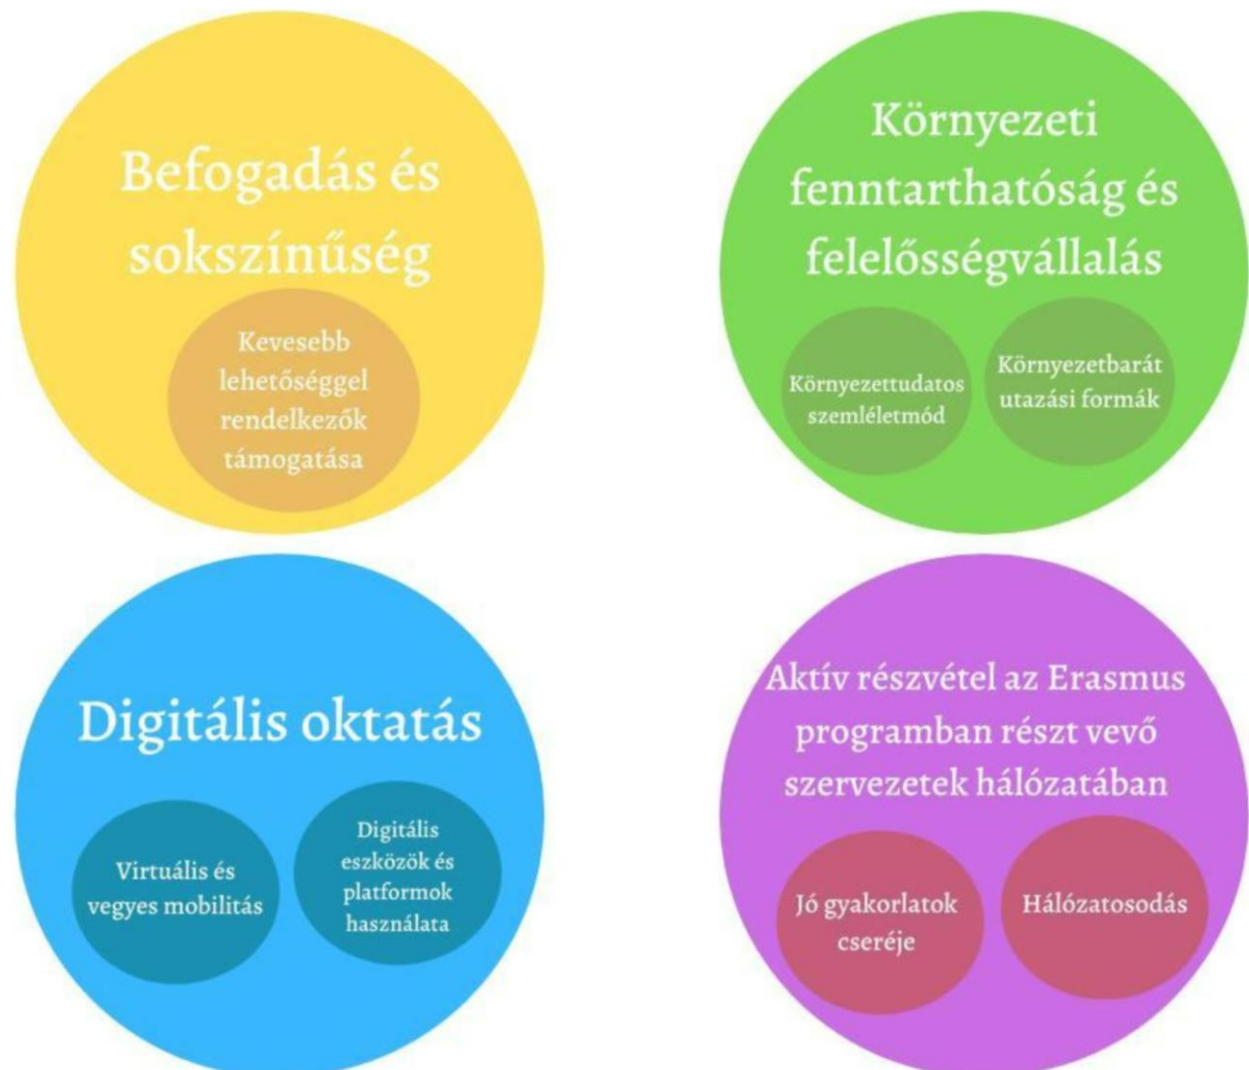 Befogadás és
sokszínűség
Kevesebb
lehetőséggel
rendelkezők
támogatása
Környezeti
fenntarthatóság és
felelősségvállalás
Környezettudatos
szemléletmód
Környezetbarát
utazási formák
Digitális oktatás
Virtuális és
vegyes mobilitás
Digitális
eszközök és
platformok
használata
Aktív részvétel az Erasmus
programban részt vevő
szervezetek hálózatában
Jó gyakorlatok
cseréje
Hálózatosodás